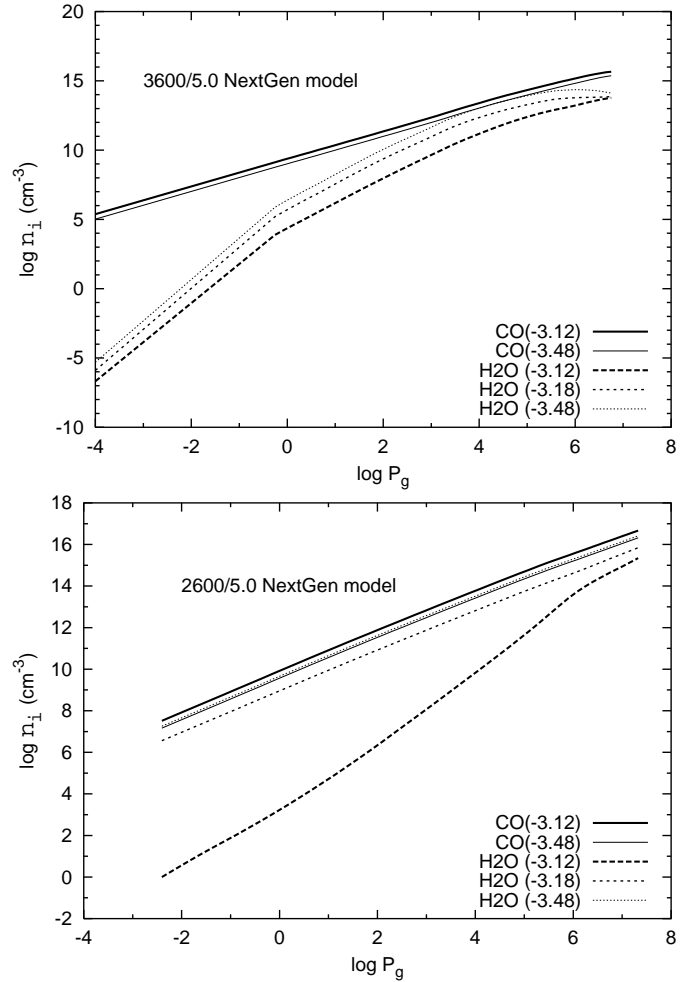 20
15
10
5
0
-5
-10
log n_i (cm^-3)
3600/5.0 NextGen model
CO(-3.12)
CO(-3.48)
H2O (-3.12)
H2O (-3.18)
H2O (-3.48)
-4 -2 0 2 4 6 8
log P_g
18
16
14
12
10
8
6
4
2
0
-2
log n_i (cm^-3)
2600/5.0 NextGen model
CO(-3.12)
CO(-3.48)
H2O (-3.12)
H2O (-3.18)
H2O (-3.48)
-4 -2 0 2 4 6 8
log P_g